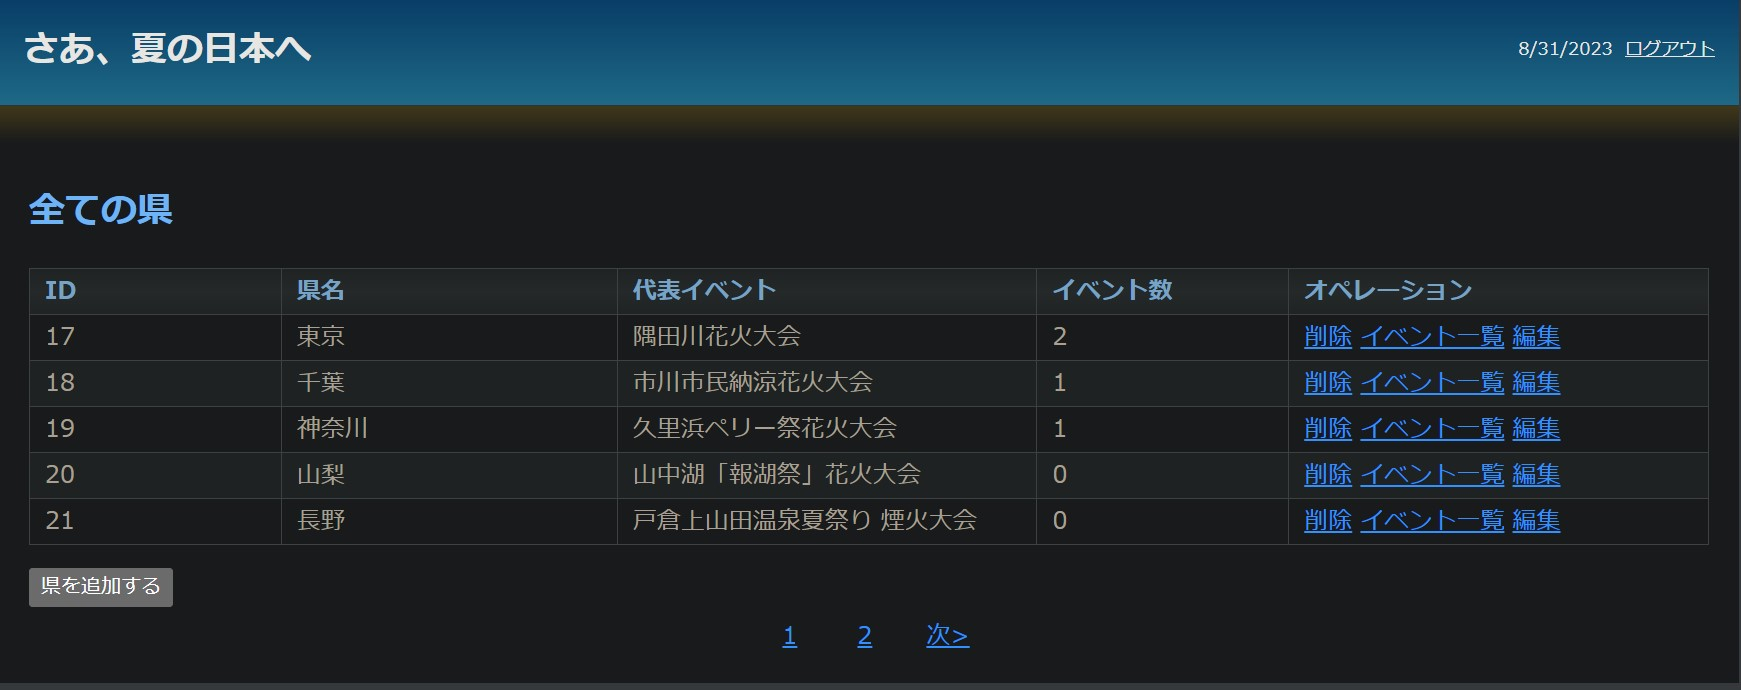 さあ、夏の日本へ
8/31/2023 ログアウト
全ての県
ID 県名 代表イベント イベント数 オペレーション
17 東京 隅田川花火大会 2 削除 イベント一覧 編集
18 千葉 市川市民納涼花火大会 1 削除 イベント一覧 編集
19 神奈川 久里浜ペリー祭花火大会 1 削除 イベント一覧 編集
20 山梨 山中湖「報湖祭」花火大会 0 削除 イベント一覧 編集
21 長野 戸倉上山田温泉夏祭り 煙火大会 0 削除 イベント一覧 編集
県を追加する
1 2 次>